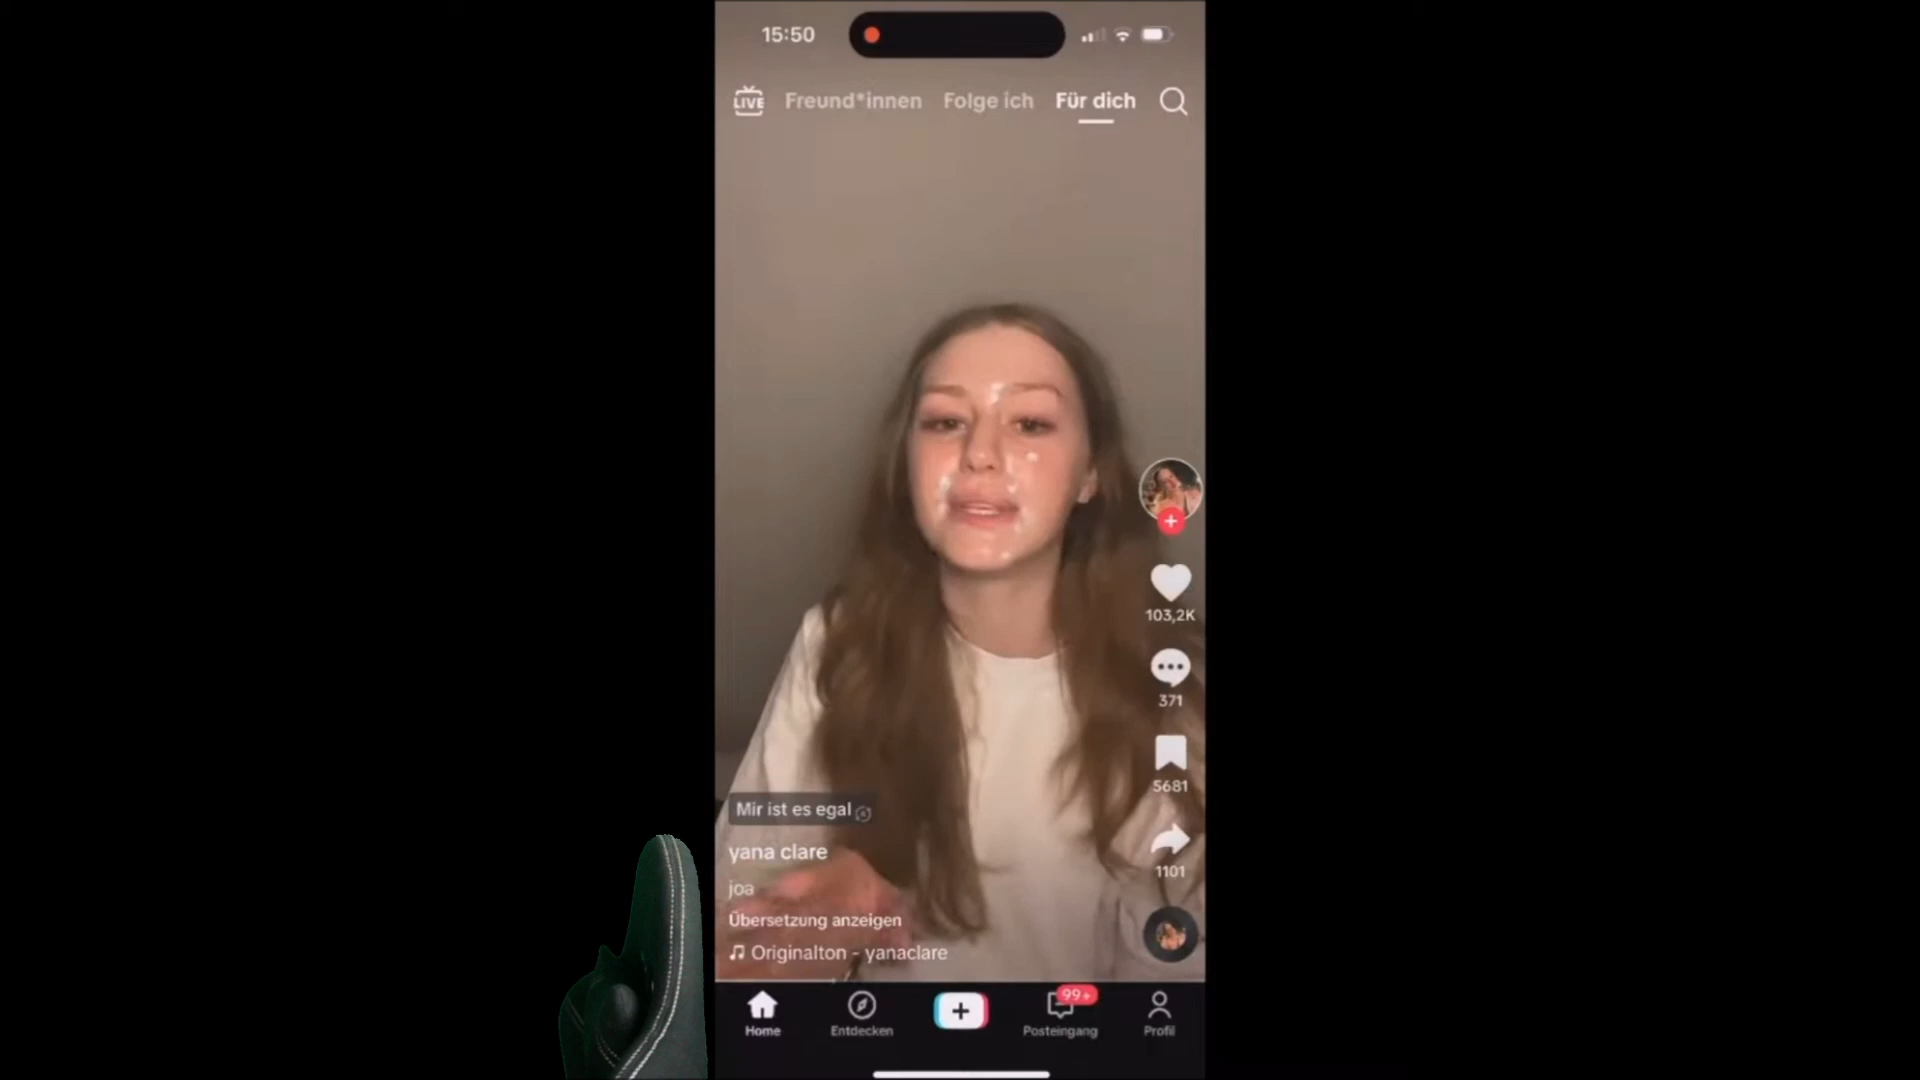 15:50
LIVE Freund*innen Folge ich Für dich
103,2K
371
5681
1101
Mir ist es egal
yana clare
joa
Übersetzung anzeigen
Originalton - yanaclare
99+
Home Entdecken Posteingang Profil